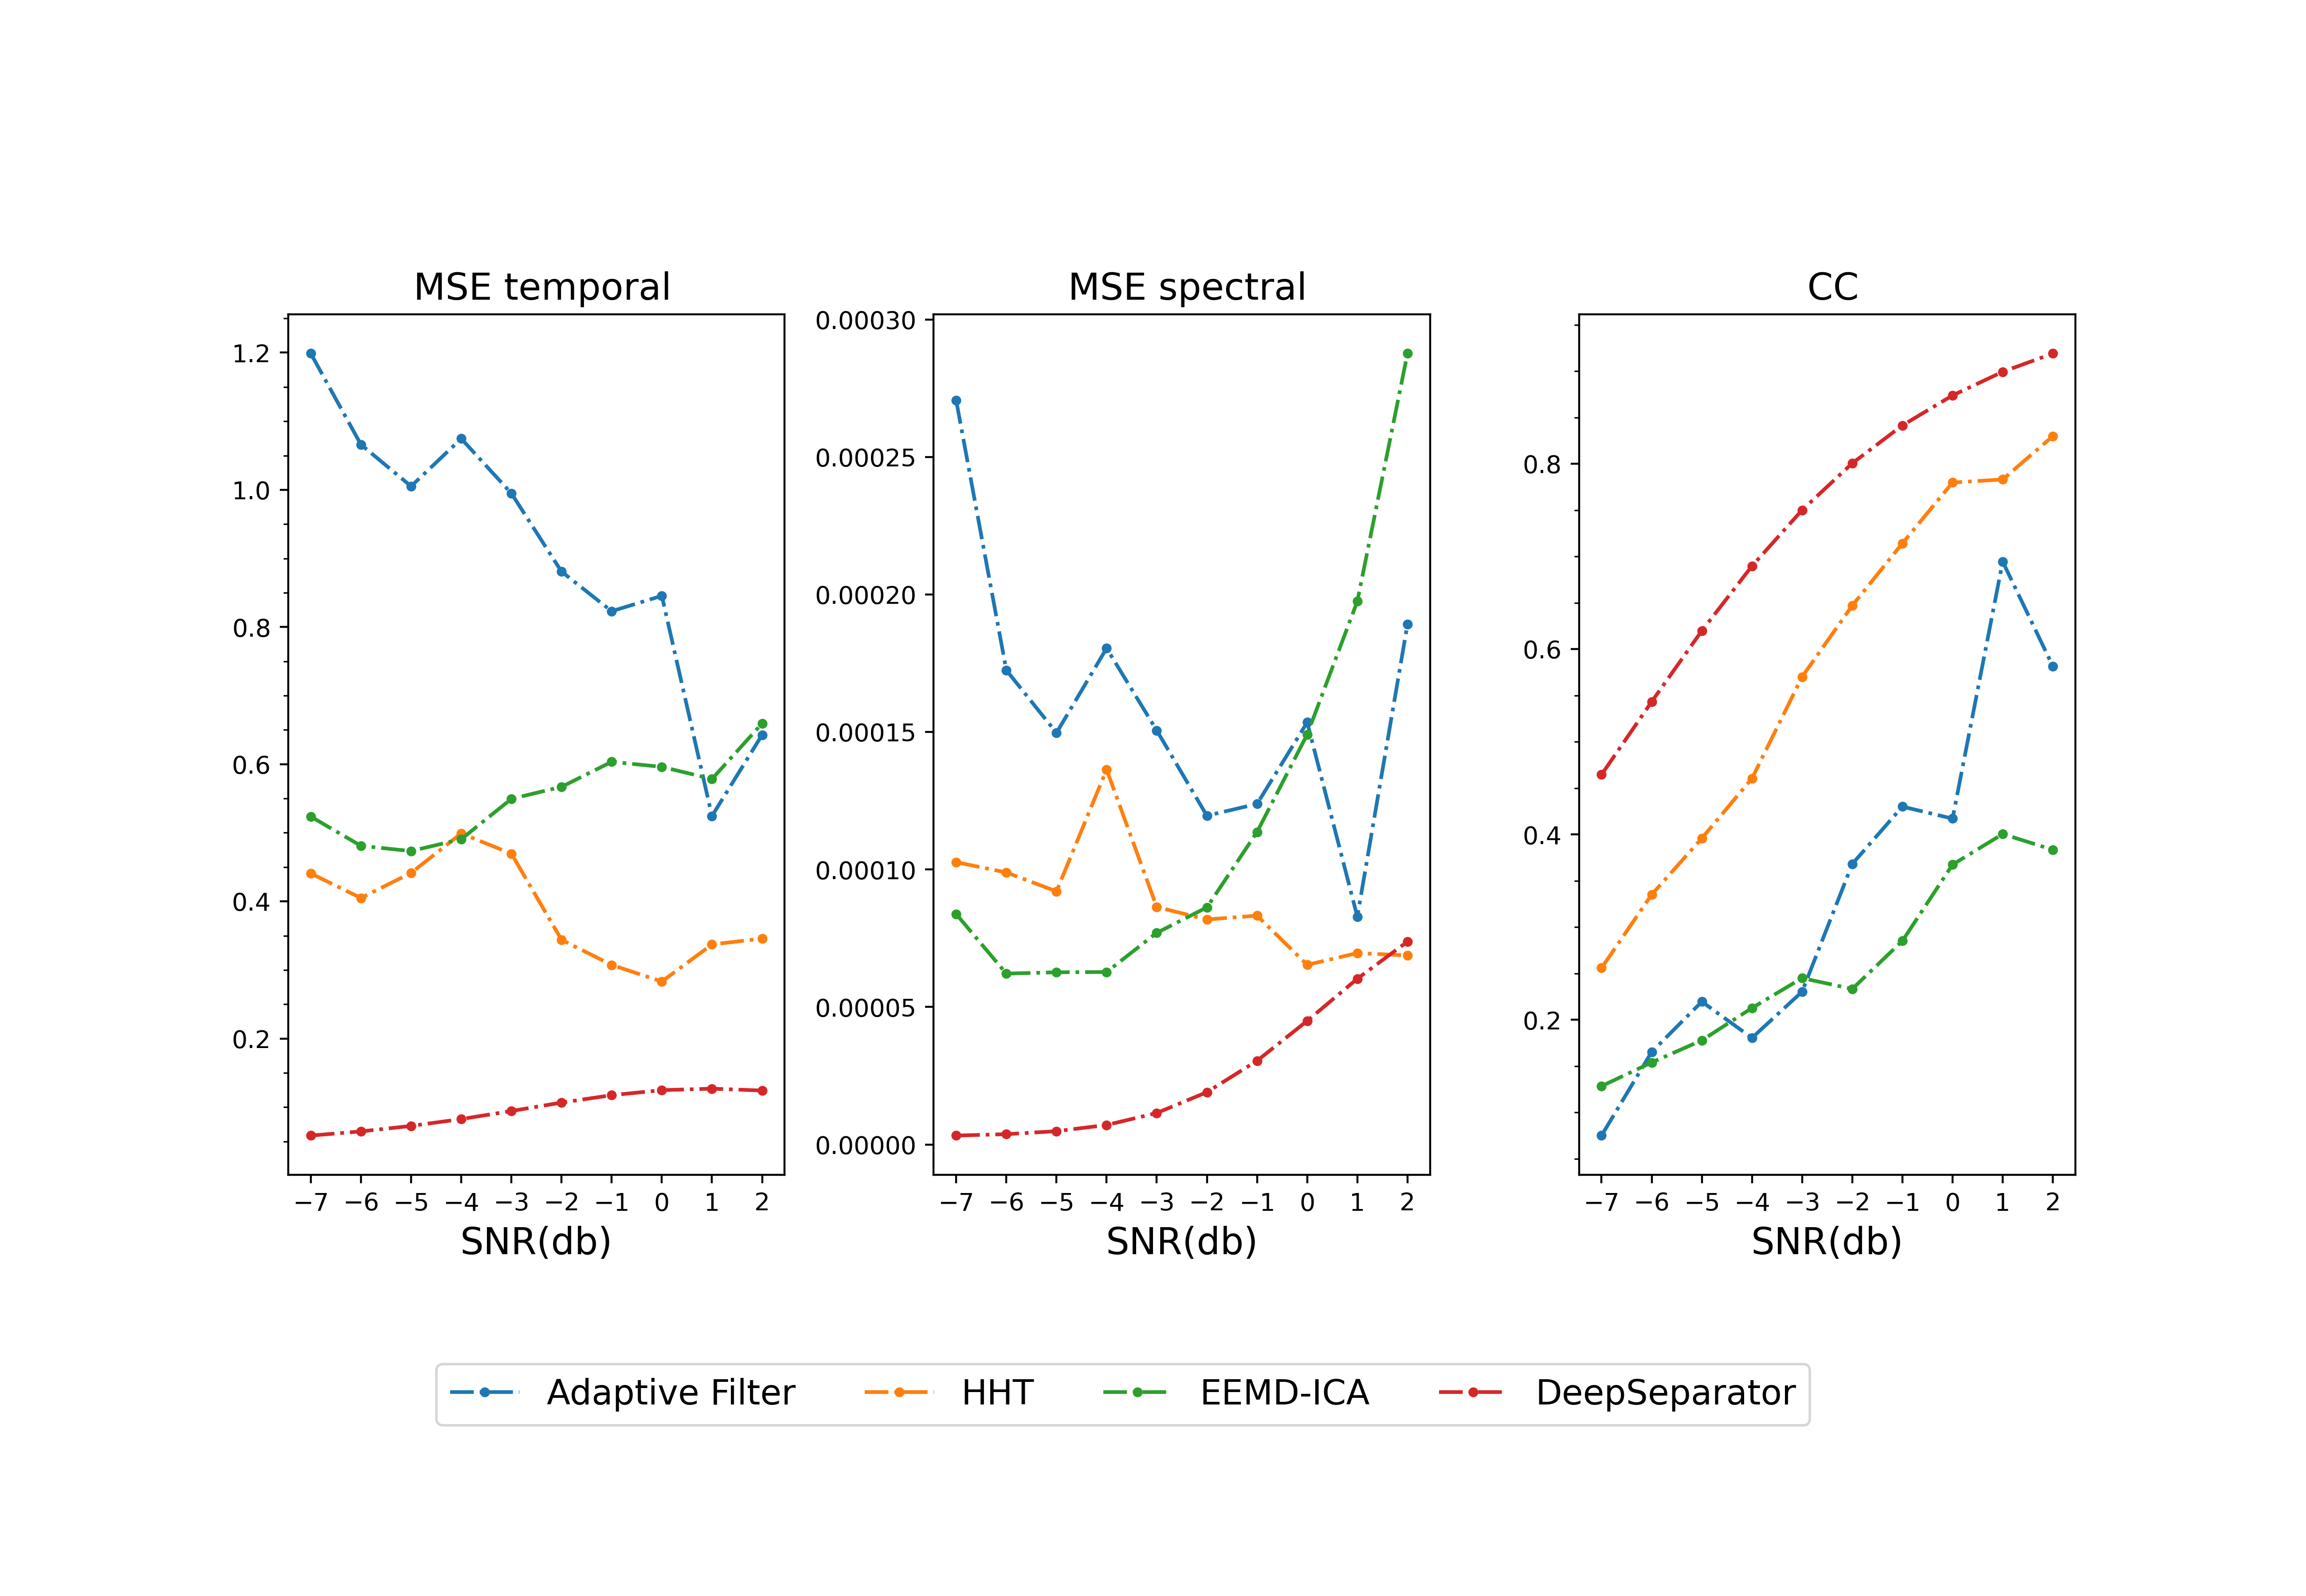 MSE temporal MSE spectral CC
1.2
1.0
0.8
0.6
0.4
0.2
−7 −6 −5 −4 −3 −2 −1 0 1 2
SNR(db)
0.00030
0.00025
0.00020
0.00015
0.00010
0.00005
0.00000
−7 −6 −5 −4 −3 −2 −1 0 1 2
SNR(db)
0.8
0.6
0.4
0.2
−7 −6 −5 −4 −3 −2 −1 0 1 2
SNR(db)
Adaptive Filter HHT EEMD-ICA DeepSeparator